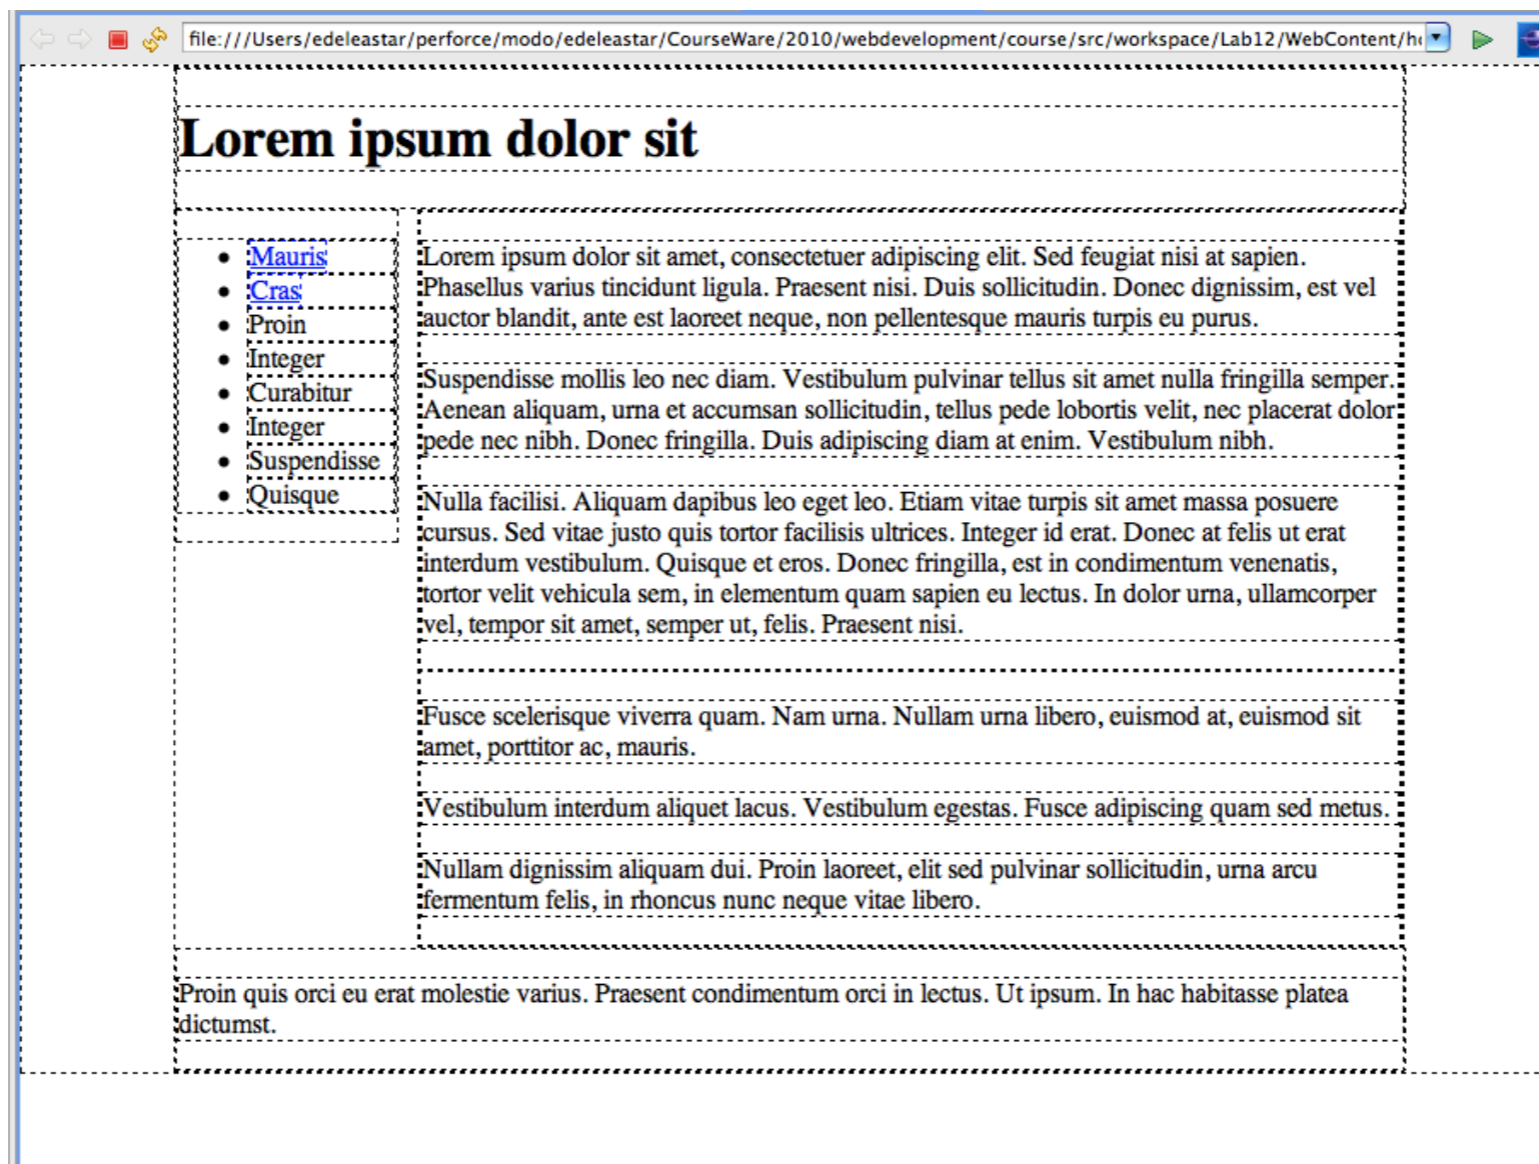 file:///Users/edeleastar/perforce/modo/edeleastar/CourseWare/2010/webdevelopment/course/src/workspace/Lab12/WebContent/h
Lorem ipsum dolor sit
Mauris
Cras
Proin
Integer
Curabitur
Integer
Suspendisse
Quisque
Lorem ipsum dolor sit amet, consectetuer adipiscing elit. Sed feugiat nisi at sapien.
Phasellus varius tincidunt ligula. Praesent nisi. Duis sollicitudin. Donec dignissim, est vel
auctor blandit, ante est laoreet neque, non pellentesque mauris turpis eu purus.
Suspendisse mollis leo nec diam. Vestibulum pulvinar tellus sit amet nulla fringilla semper.
Aenean aliquam, urna et accumsan sollicitudin, tellus pede lobortis velit, nec placerat dolor
pede nec nibh. Donec fringilla. Duis adipiscing diam at enim. Vestibulum nibh.
Nulla facilisi. Aliquam dapibus leo eget leo. Etiam vitae turpis sit amet massa posuere
cursus. Sed vitae justo quis tortor facilisis ultrices. Integer id erat. Donec at felis ut erat
interdum vestibulum. Quisque et eros. Donec fringilla, est in condimentum venenatis,
tortor velit vehicula sem, in elementum quam sapien eu lectus. In dolor urna, ullamcorper
vel, tempor sit amet, semper ut, felis. Praesent nisi.
Fusce scelerisque viverra quam. Nam urna. Nullam urna libero, euismod at, euismod sit
amet, porttitor ac, mauris.
Vestibulum interdum aliquet lacus. Vestibulum egestas. Fusce adipiscing quam sed metus.
Nullam dignissim aliquam dui. Proin laoreet, elit sed pulvinar sollicitudin, urna arcu
fermentum felis, in rhoncus nunc neque vitae libero.
Proin quis orci eu erat molestie varius. Praesent condimentum orci in lectus. Ut ipsum. In hac habitasse platea
dictumst.